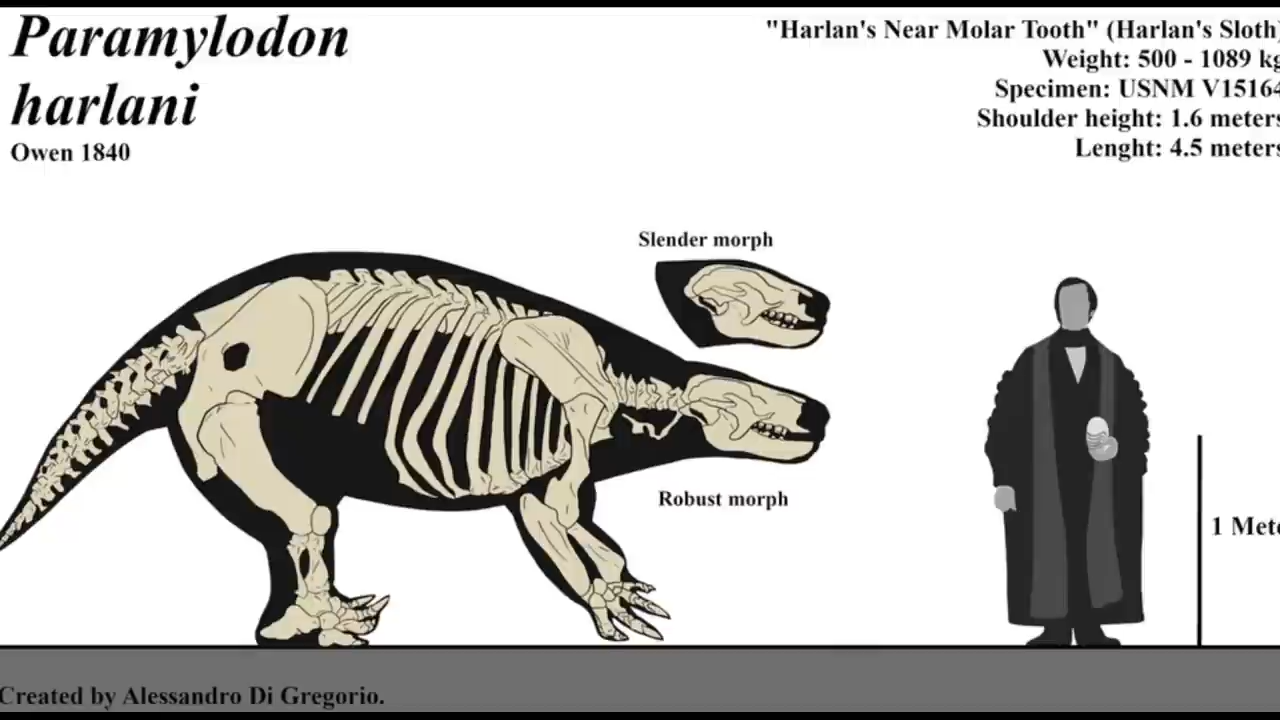 Paramylodon
harlani
Owen 1840
"Harlan's Near Molar Tooth" (Harlan's Sloth)
Weight: 500 - 1089 kg
Specimen: USNM V15164
Shoulder height: 1.6 meters
Lenght: 4.5 meters
Slender morph
Robust morph
1 Mete
Created by Alessandro Di Gregorio.